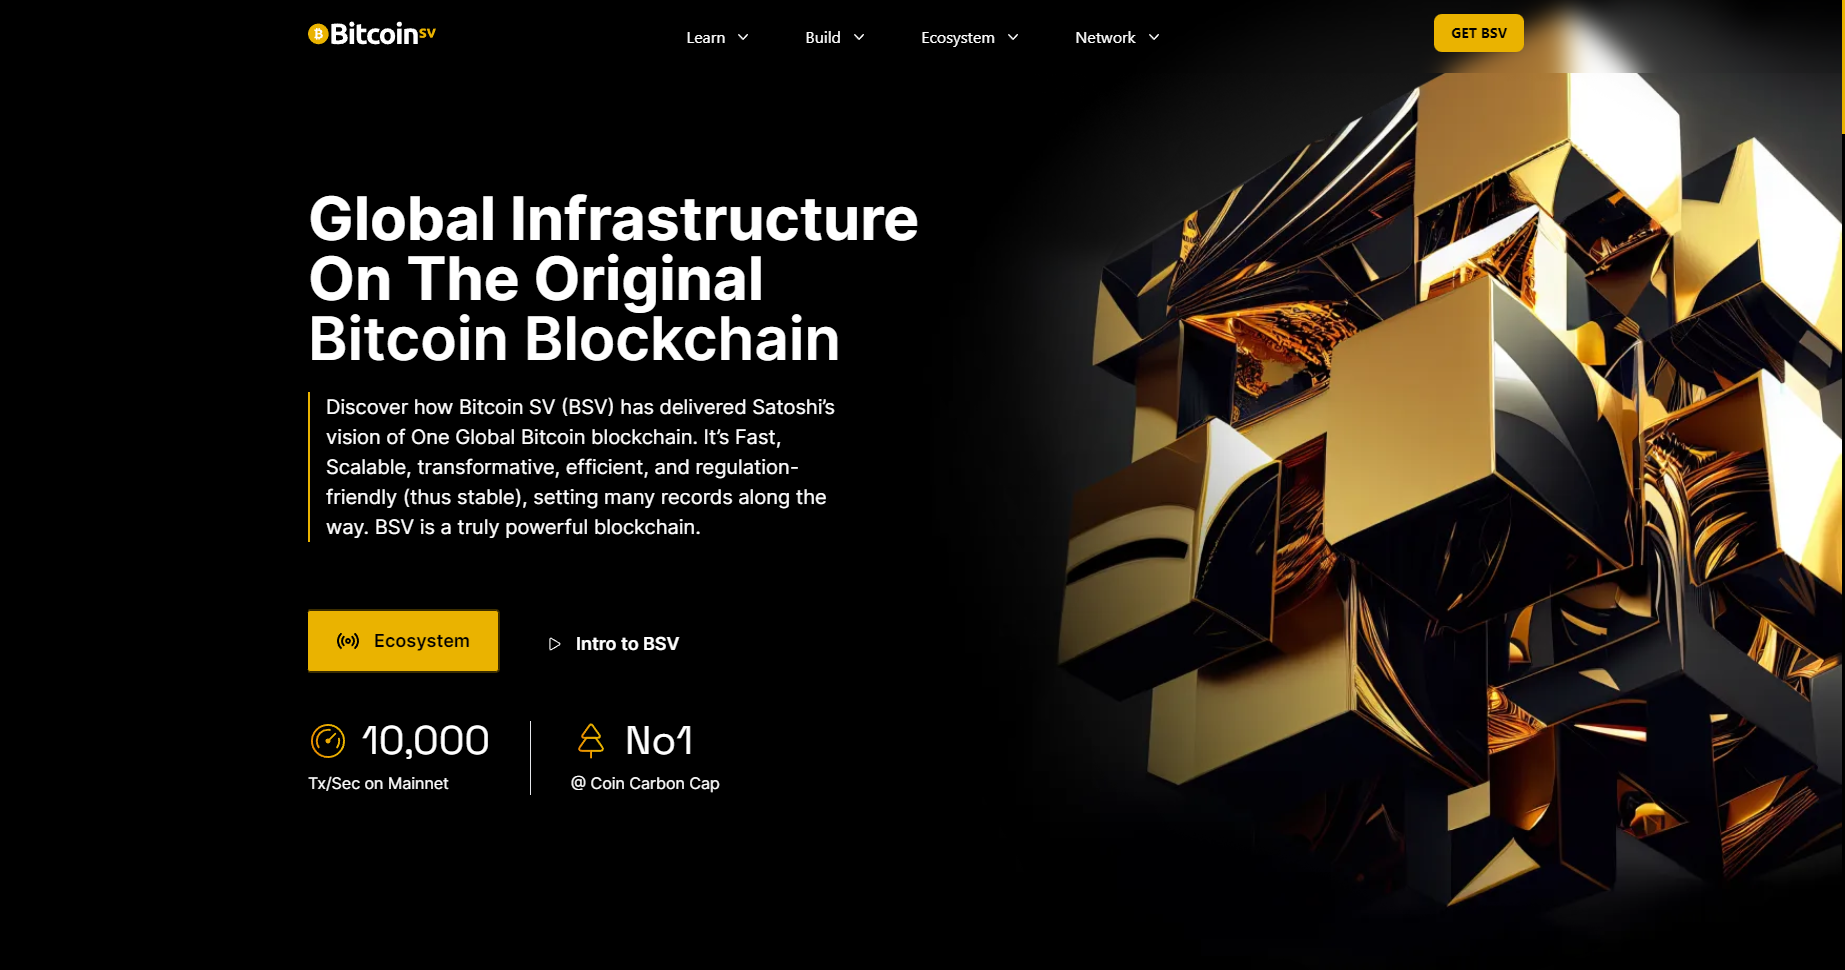 BitcoinSV
Learn
Build
Ecosystem
Network
GET BSV
Global Infrastructure
On The Original
Bitcoin Blockchain
Discover how Bitcoin SV (BSV) has delivered Satoshi’s
vision of One Global Bitcoin blockchain. It’s Fast,
Scalable, transformative, efficient, and regulation-
friendly (thus stable), setting many records along the
way. BSV is a truly powerful blockchain.
Ecosystem
Intro to BSV
10,000
Tx/Sec on Mainnet
No1
@ Coin Carbon Cap